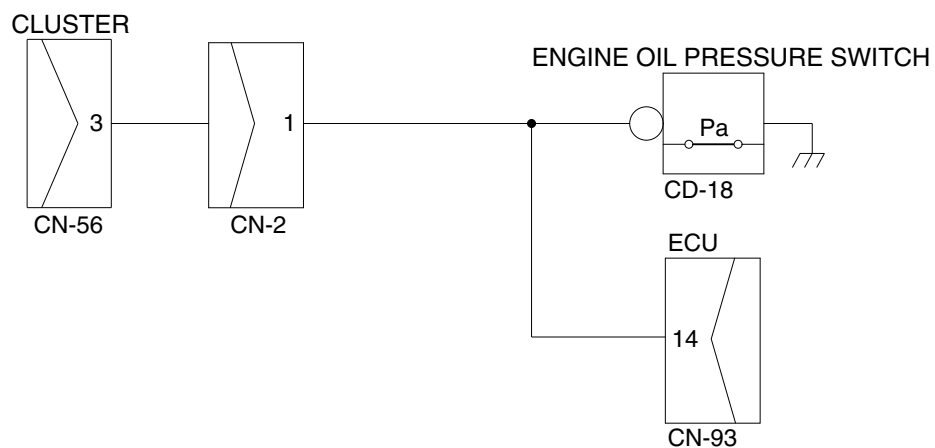 CLUSTER
3
CN-56
1
CN-2
ENGINE OIL PRESSURE SWITCH
Pa
CD-18
ECU
14
CN-93